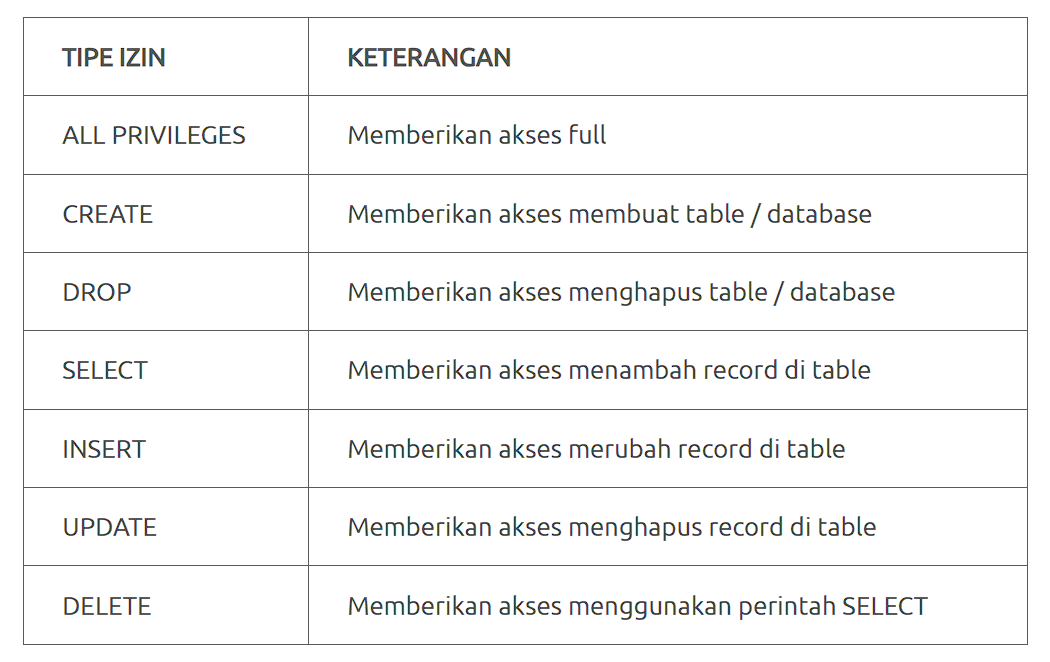 TIPE IZIN KETERANGAN
ALL PRIVILEGES Memberikan akses full
CREATE Memberikan akses membuat table / database
DROP Memberikan akses menghapus table / database
SELECT Memberikan akses menambah record di table
INSERT Memberikan akses merubah record di table
UPDATE Memberikan akses menghapus record di table
DELETE Memberikan akses menggunakan perintah SELECT